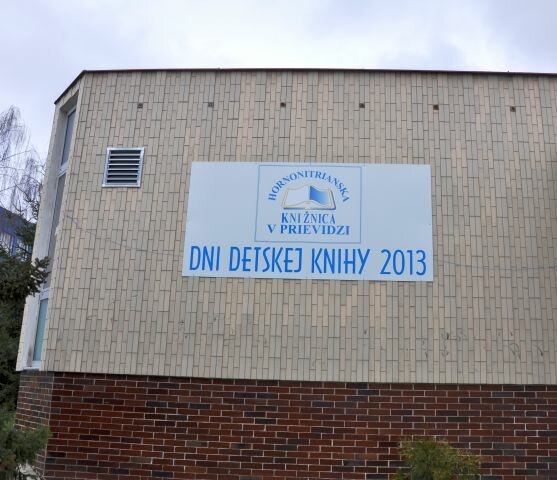 HORNONITRIANSKA
KNIŽNICA
V PRIEVIDZI
DNI DETSKEJ KNIHY 2013